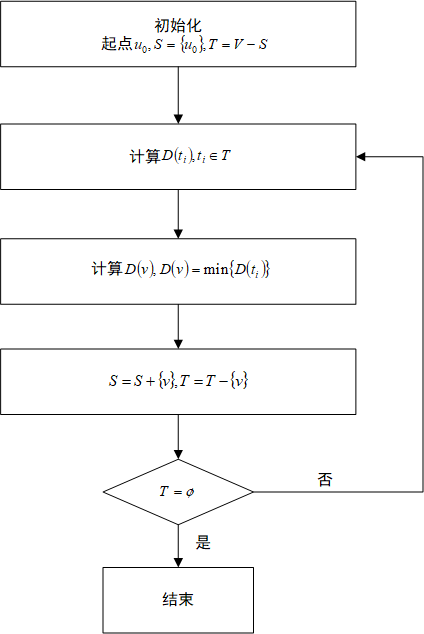 初始化
起点u₀, S = {u₀}, T = V − S
计算D(tᵢ), tᵢ ∈ T
计算D(v), D(v) = min{D(tᵢ)}
S = S + {v}, T = T − {v}
T = ϕ
否
是
结束